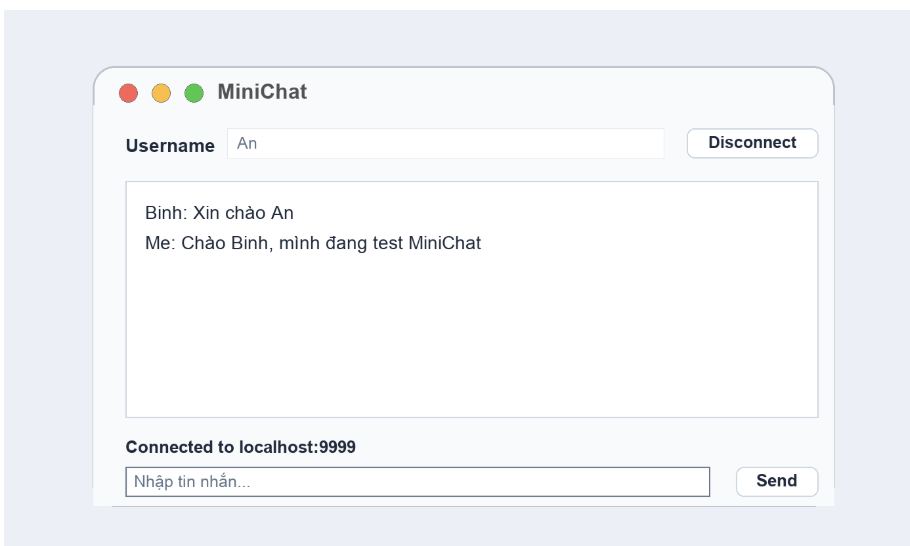 MiniChat
Username An Disconnect
Binh: Xin chào An
Me: Chào Binh, mình đang test MiniChat
Connected to localhost:9999
Nhập tin nhắn... Send